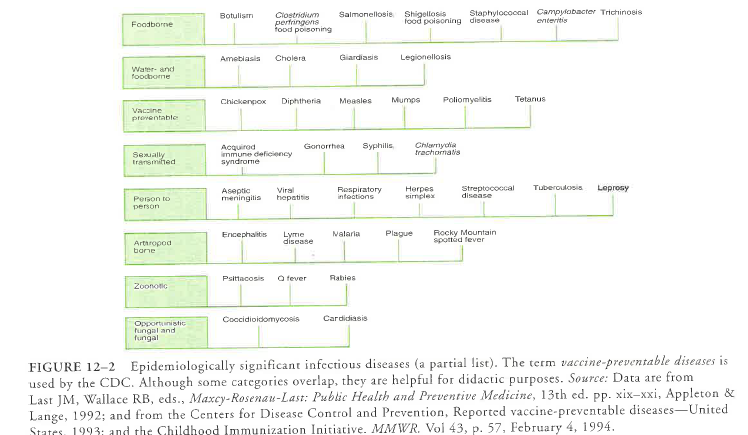 Foodborne
Botulism
Clostridium
perfringens
food poisoning
Salmonellosis
Shigellosis
food poisoning
Staphylococcal
disease
Campylobacter
enteritis
Trichinosis
Water- and
foodborne
Amebiasis
Cholera
Giardiasis
Legionellosis
Vaccine
preventable
Chickenpox
Diphtheria
Measles
Mumps
Poliomyelitis
Tetanus
Sexually
transmitted
Acquired
immune deficiency
syndrome
Gonorrhea
Syphilis
Chlamydia
trachomatis
Person to
person
Aseptic
meningitis
Viral
hepatitis
Respiratory
infections
Herpes
simplex
Streptococcal
disease
Tuberculosis
Leprosy
Arthropod
borne
Encephalitis
Lyme
disease
Malaria
Plague
Rocky Mountain
spotted fever
Zoonotic
Psittacosis
Q fever
Rabies
Opportunistic
fungal and
fungal
Coccidioidomycosis
Candidiasis
FIGURE 12–2 Epidemiologically significant infectious diseases (a partial list). The term vaccine-preventable diseases is
used by the CDC. Although some categories overlap, they are helpful for didactic purposes. Source: Data are from
Last JM, Wallace RB, eds., Maxcy-Rosenau-Last: Public Health and Preventive Medicine, 13th ed. pp. xix–xxi, Appleton &
Lange, 1992; and from the Centers for Disease Control and Prevention, Reported vaccine-preventable diseases—United
States, 1993; and the Childhood Immunization Initiative. MMWR. Vol 43, p. 57, February 4, 1994.